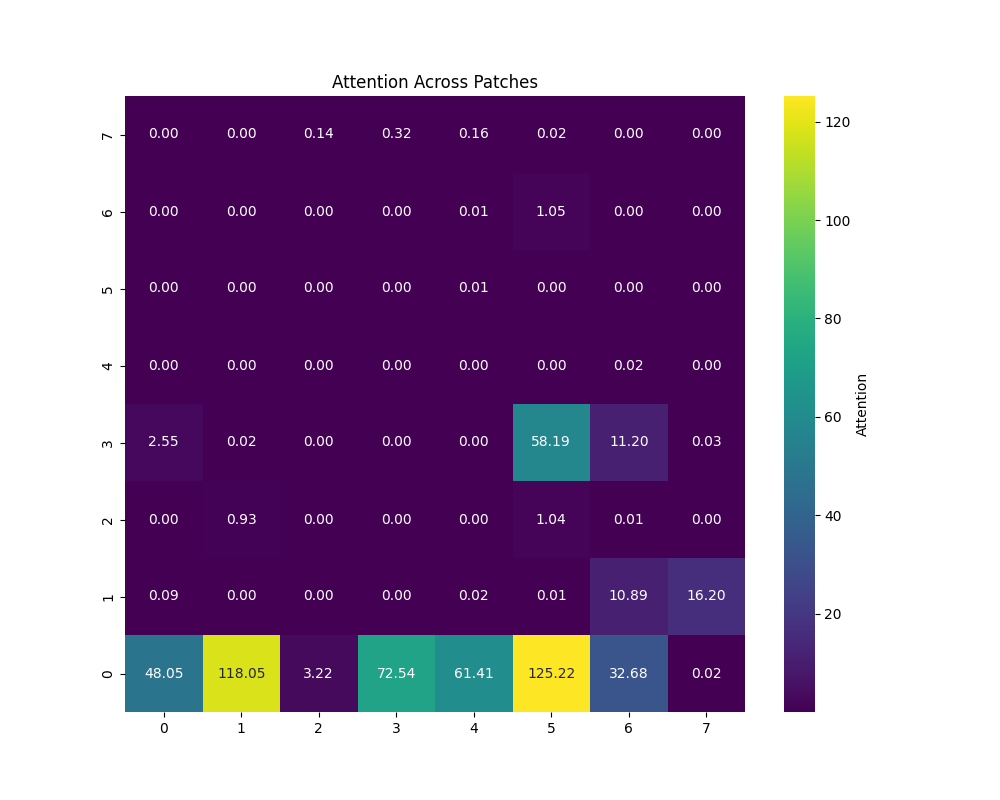 Attention Across Patches
7 0.00 0.00 0.14 0.32 0.16 0.02 0.00 0.00
6 0.00 0.00 0.00 0.00 0.01 1.05 0.00 0.00
5 0.00 0.00 0.00 0.00 0.01 0.00 0.00 0.00
4 0.00 0.00 0.00 0.00 0.00 0.00 0.02 0.00
3 2.55 0.02 0.00 0.00 0.00 58.19 11.20 0.03
2 0.00 0.93 0.00 0.00 0.00 1.04 0.01 0.00
1 0.09 0.00 0.00 0.00 0.02 0.01 10.89 16.20
0 48.05 118.05 3.22 72.54 61.41 125.22 32.68 0.02
0 1 2 3 4 5 6 7
120
100
80
60
40
20
Attention